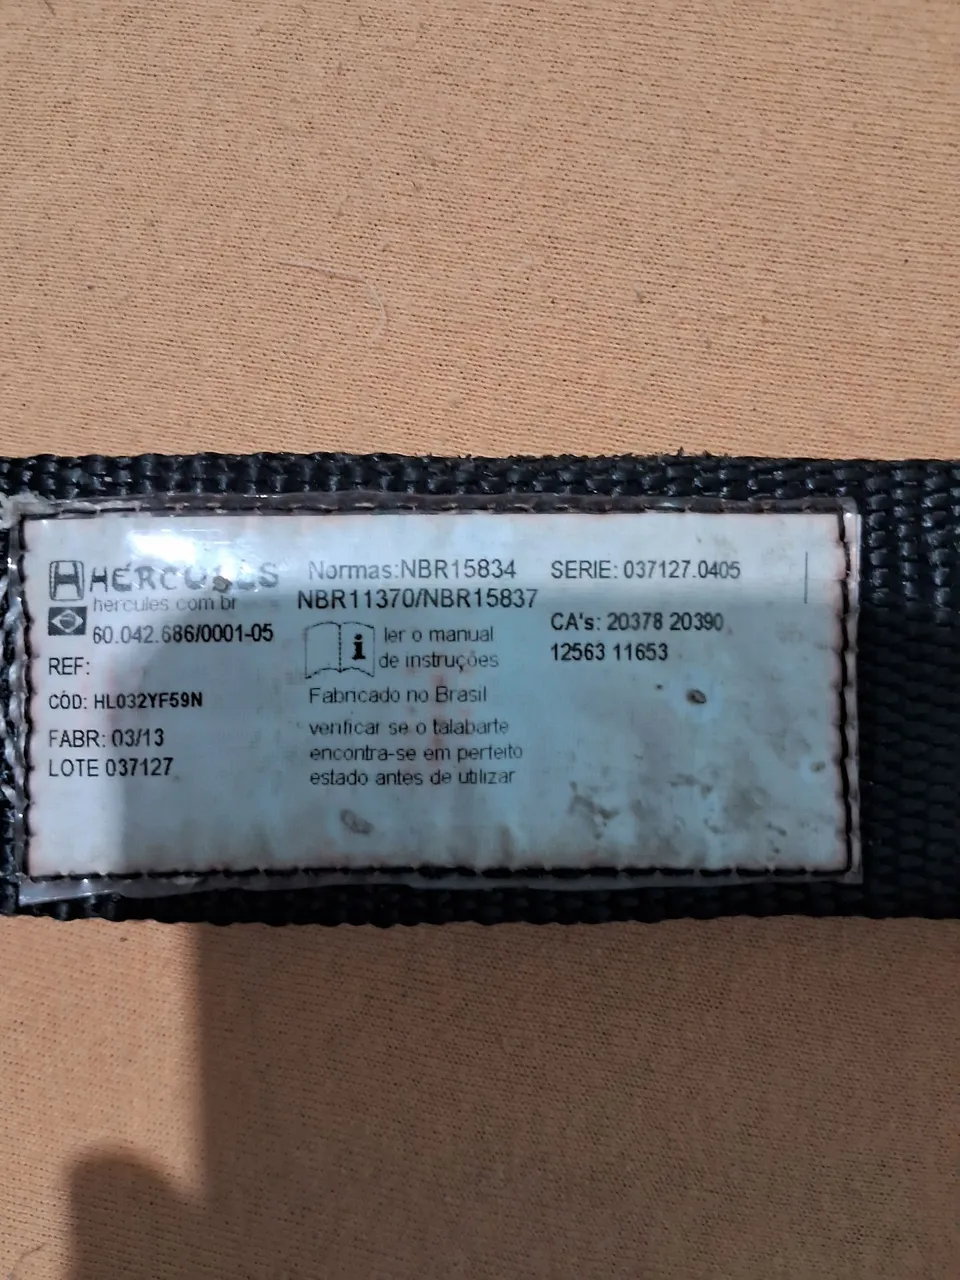 HERCULES
hercules.com.br
60.042.686/0001-05
REF:
CÓD: HL032YF59N
FABR: 03/13
LOTE 037127
Normas:NBR15834
NBR11370/NBR15837
ler o manual
de instruções
Fabricado no Brasil
verificar se o talabarte
encontra-se em perfeito
estado antes de utilizar
SERIE: 037127.0405
CA's: 20378 20390
12563 11653